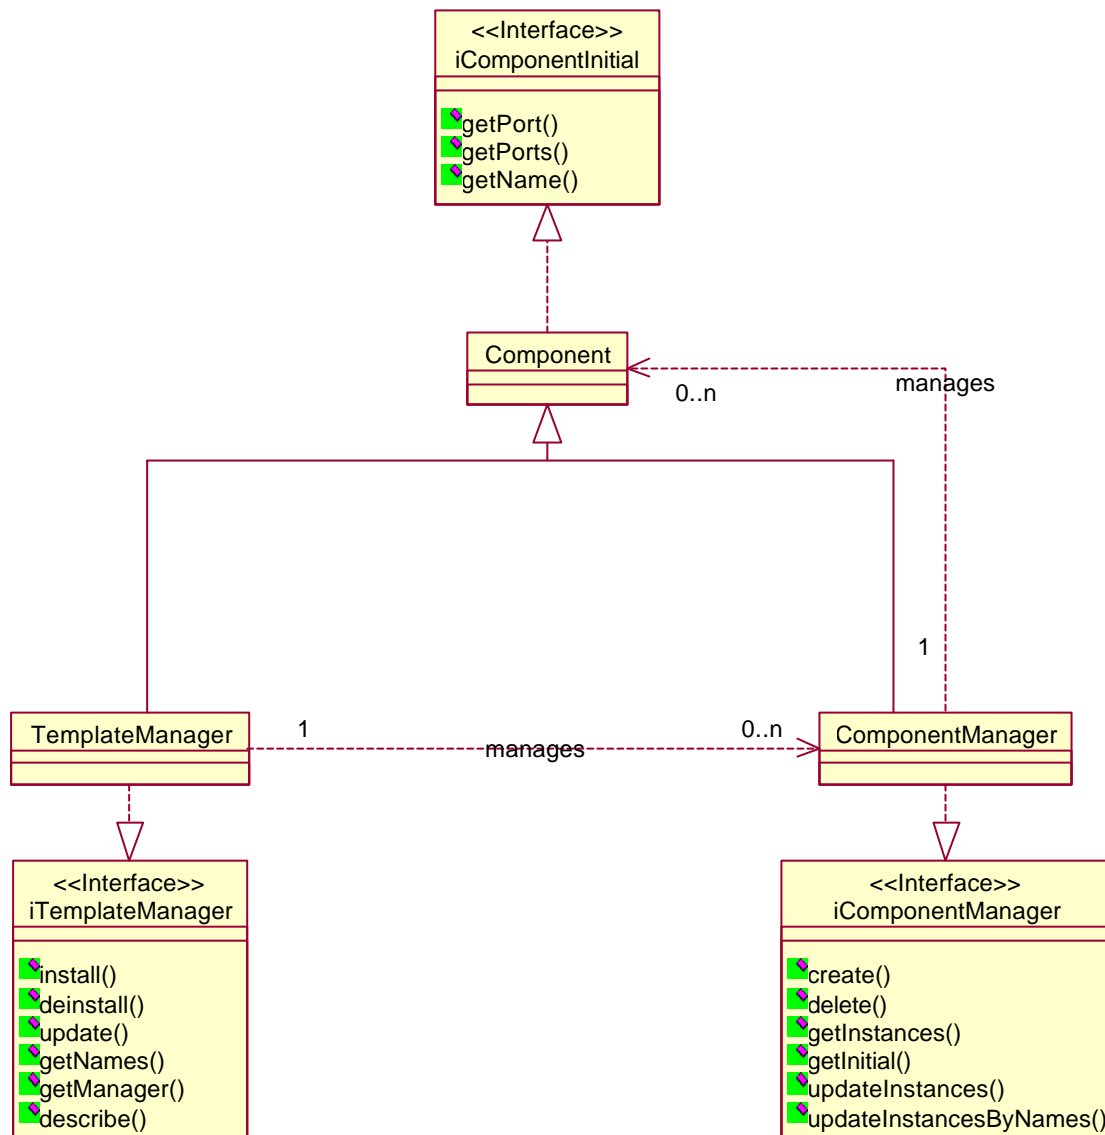 <<Interface>>
iComponentInitial
getPort()
getPorts()
getName()
Component
0..n
manages
1
TemplateManager
1
manages
0..n
ComponentManager
<<Interface>>
iTemplateManager
install()
deinstall()
update()
getNames()
getManager()
describe()
<<Interface>>
iComponentManager
create()
delete()
getInstances()
getInitial()
updateInstances()
updateInstancesByNames()